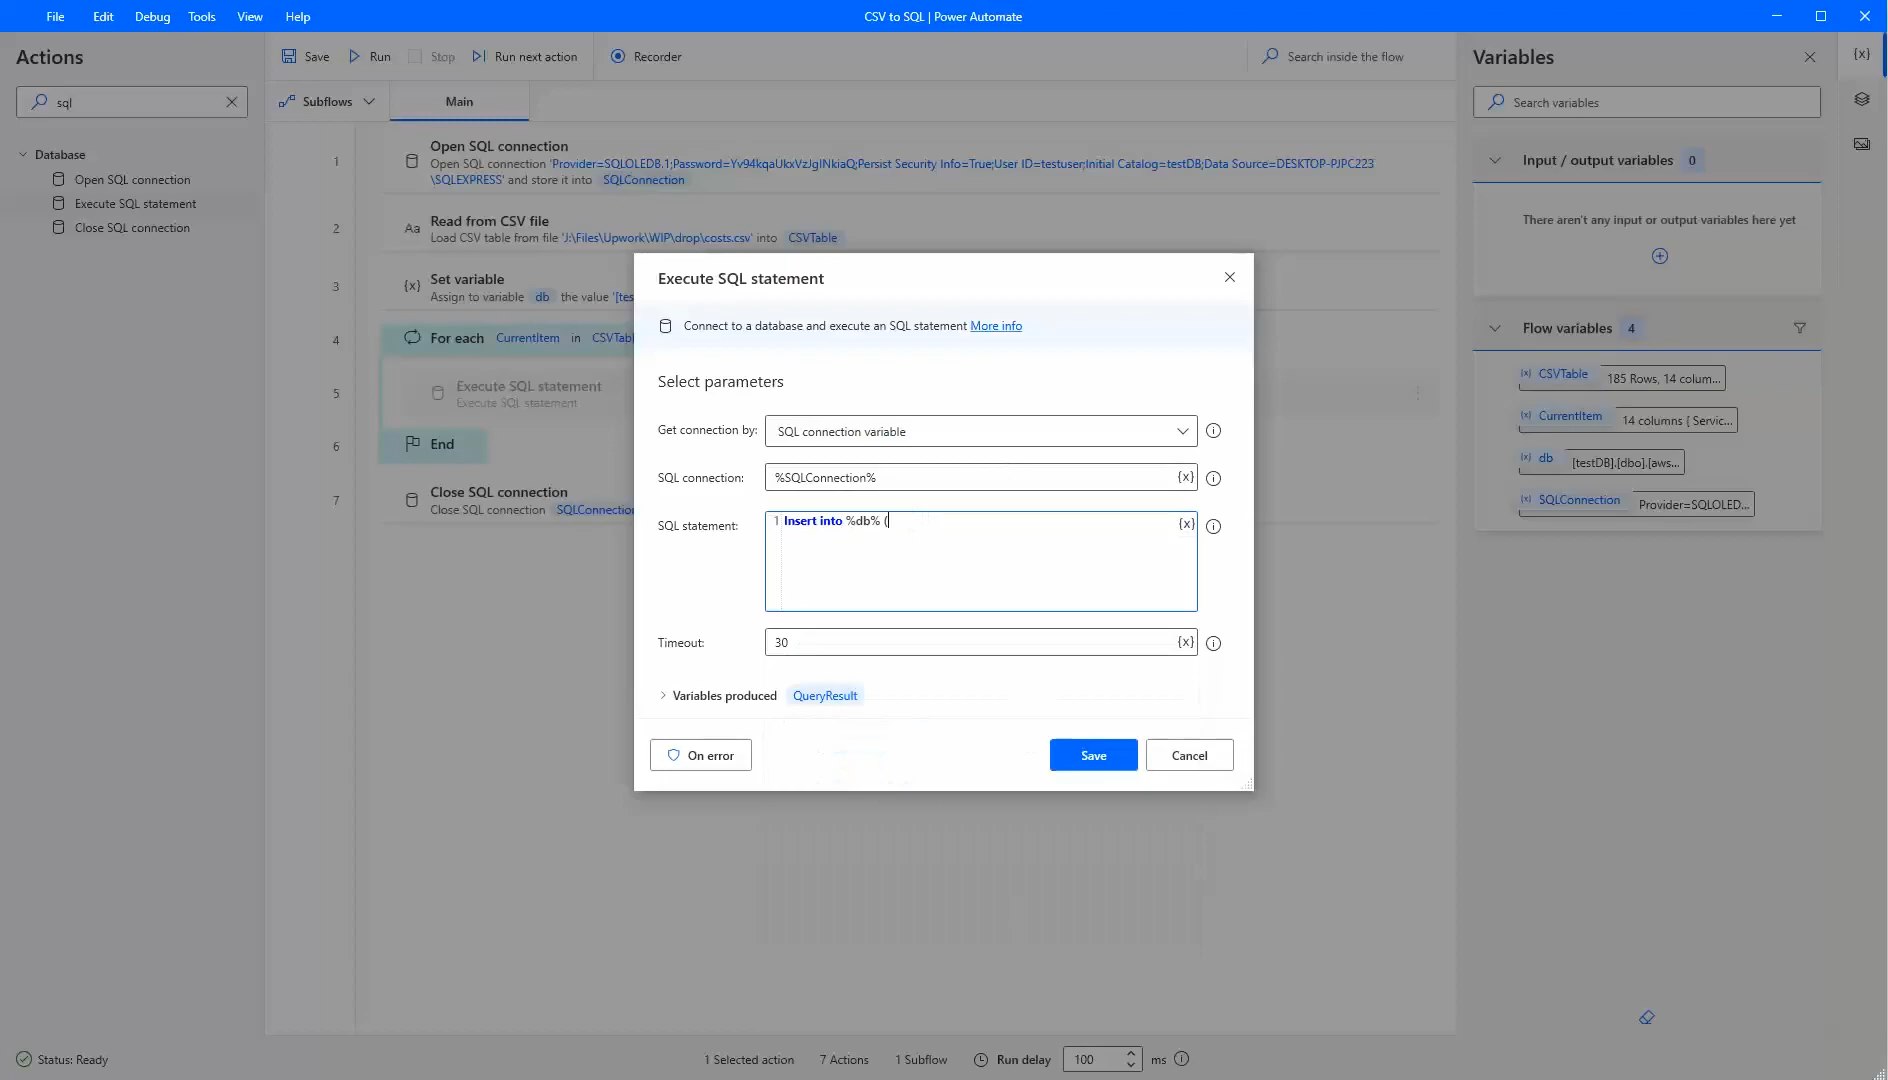 File Edit Debug Tools View Help
CSV to SQL | Power Automate
Actions
Save Run Stop Run next action Recorder
Search inside the flow
Variables
{x}
sql
Subflows
Main
Search variables
Database
Open SQL connection
Execute SQL statement
Close SQL connection
1
Open SQL connection
Open SQL connection 'Provider=SQLOLEDB.1;Password=Yv94kqaUkxVzJglNkiaQ;Persist Security Info=True;User ID=testuser;Initial Catalog=testDB;Data Source=DESKTOP-PJPC223
\SQLEXPRESS' and store it into SQLConnection
2
Aa
Read from CSV file
Load CSV table from file 'J:\Files\Upwork\WIP\drop\costs.csv' into CSVTable
3
{x}
Set variable
Assign to variable db the value '[tes
4
For each CurrentItem in CSVTab
5
Execute SQL statement
Execute SQL statement
6
End
7
Close SQL connection
Close SQL connection SQLConnection
Execute SQL statement
Connect to a database and execute an SQL statement More info
Select parameters
Get connection by: SQL connection variable
SQL connection: %SQLConnection% {x}
SQL statement: 1 Insert into %db% ( {x}
Timeout: 30 {x}
Variables produced QueryResult
On error
Save
Cancel
Input / output variables 0
There aren't any input or output variables here yet
Flow variables 4
{x} CSVTable 185 Rows, 14 colum...
{x} CurrentItem 14 columns { Servic...
{x} db [testDB].[dbo].[aws...
{x} SQLConnection Provider=SQLOLED...
Status: Ready
1 Selected action
7 Actions
1 Subflow
Run delay 100 ms